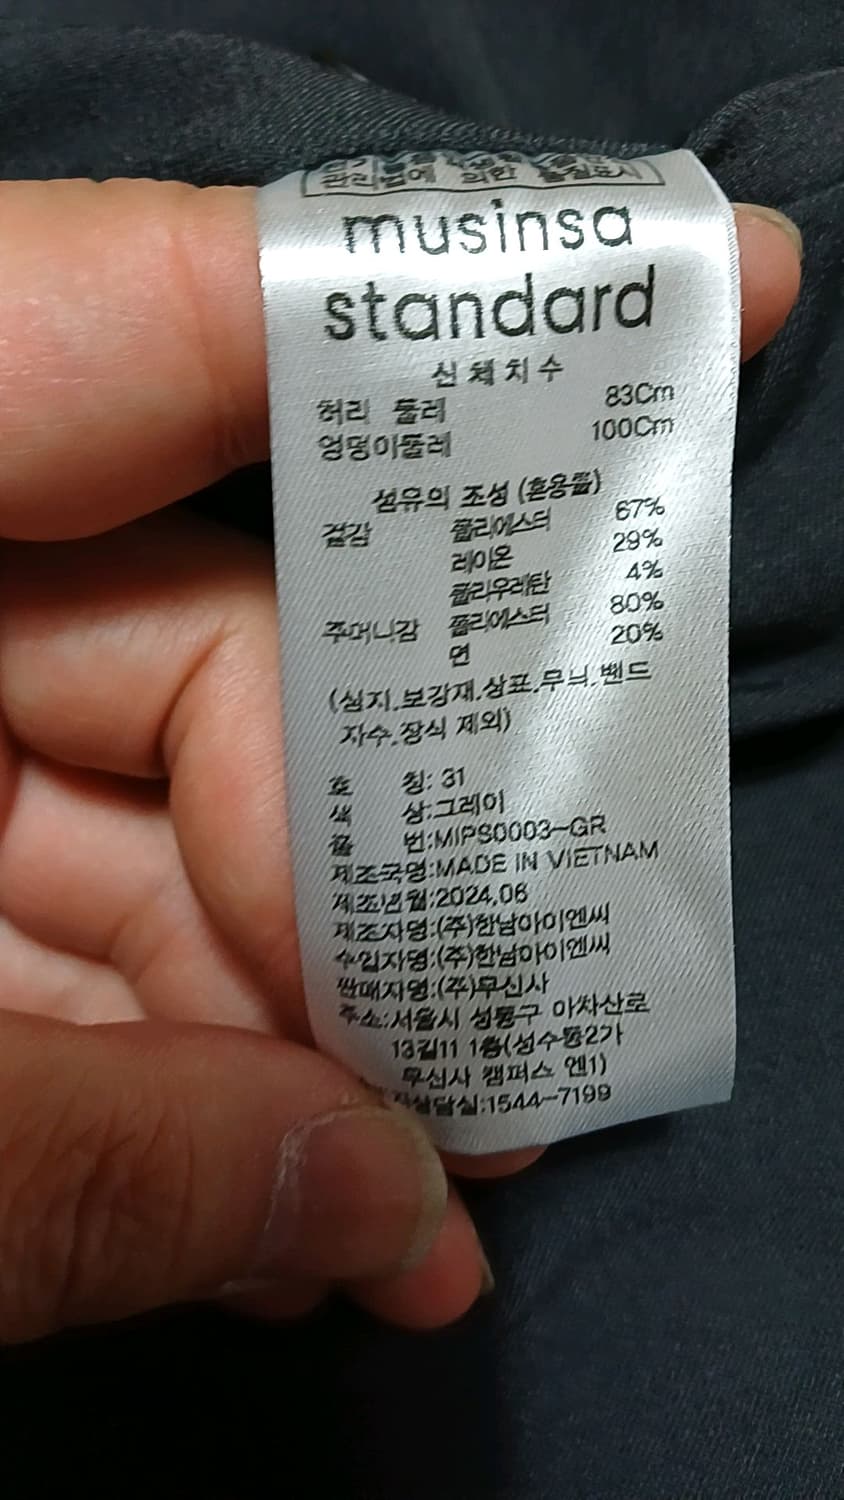 관리법에 의한 품질표시
musinsa
standard
신체치수
허리 둘레 83Cm
엉덩이둘레 100Cm
섬유의 조성 (혼용률)
겉감 폴리에스터 67%
레이온 29%
폴리우레탄 4%
주머니감 폴리에스터 80%
면 20%
(심지.보강재.상표.무늬.밴드
자수.장식 제외)
호 칭: 31
색 상:그레이
품 번:MIPS0003-GR
제조국명:MADE IN VIETNAM
제조년월:2024.06
제조자명:(주)한남아이엔씨
수입자명:(주)한남아이엔씨
판매자명:(주)무신사
주소:서울시 성동구 아차산로
13길11 1층(성수동2가
무신사 캠퍼스 엔1)
상담실:1544-7199